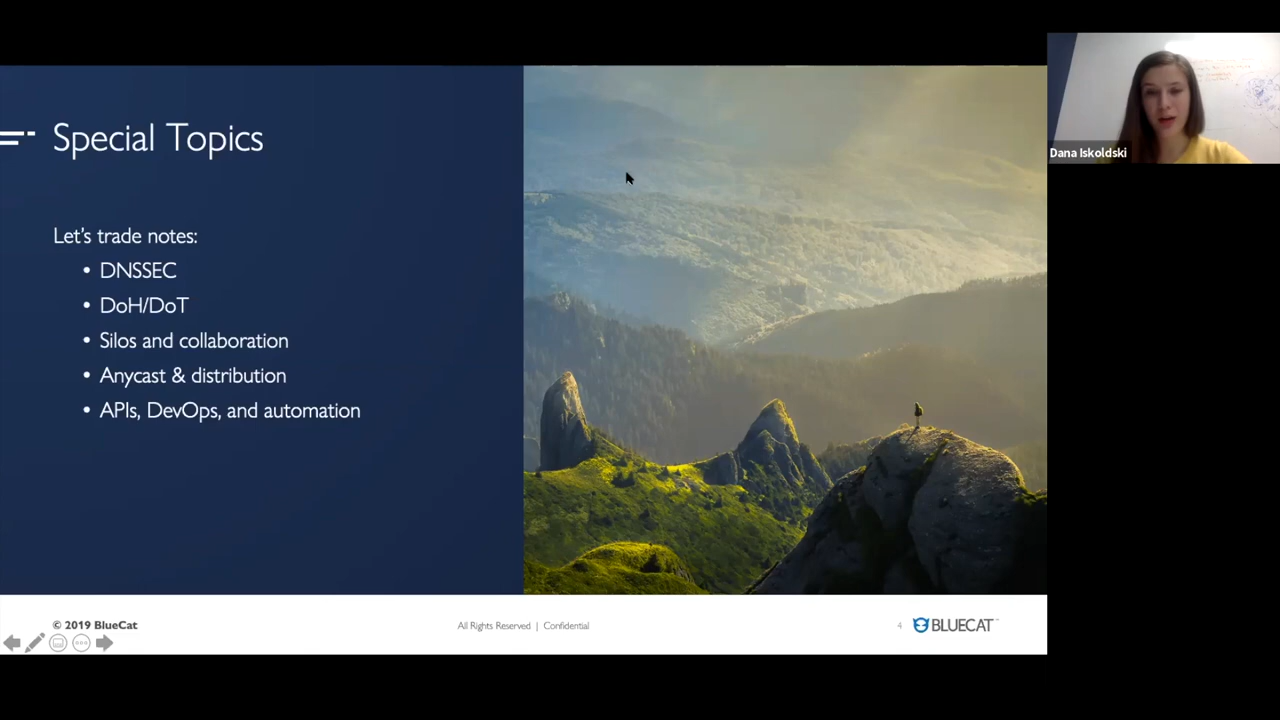 Special Topics
Let's trade notes:
• DNSSEC
• DoH/DoT
• Silos and collaboration
• Anycast & distribution
• APIs, DevOps, and automation
© 2019 BlueCat
All Rights Reserved | Confidential
4
BLUECAT
Dana Iskoldski